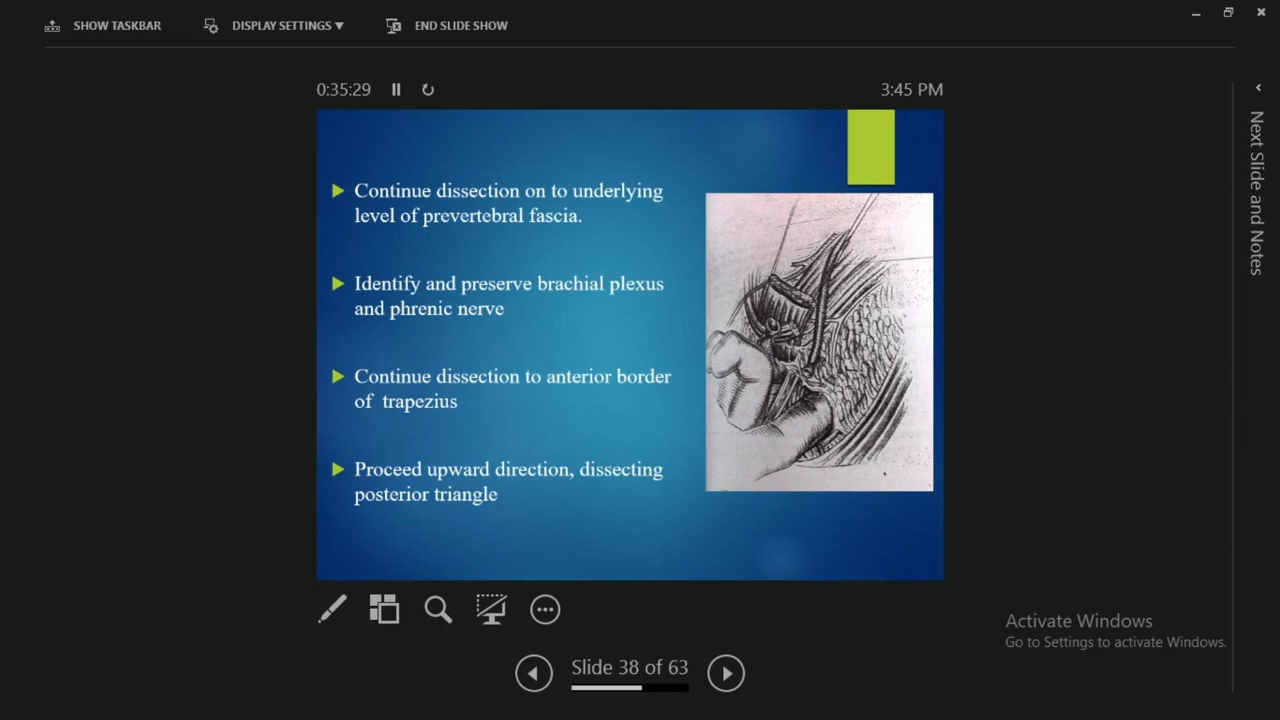 SHOW TASKBAR
DISPLAY SETTINGS ▼
END SLIDE SHOW
0:35:29
3:45 PM
Next Slide and Notes
Continue dissection on to underlying
level of prevertebral fascia.
Identify and preserve brachial plexus
and phrenic nerve
Continue dissection to anterior border
of trapezius
Proceed upward direction, dissecting
posterior triangle
Activate Windows
Go to Settings to activate Windows.
Slide 38 of 63